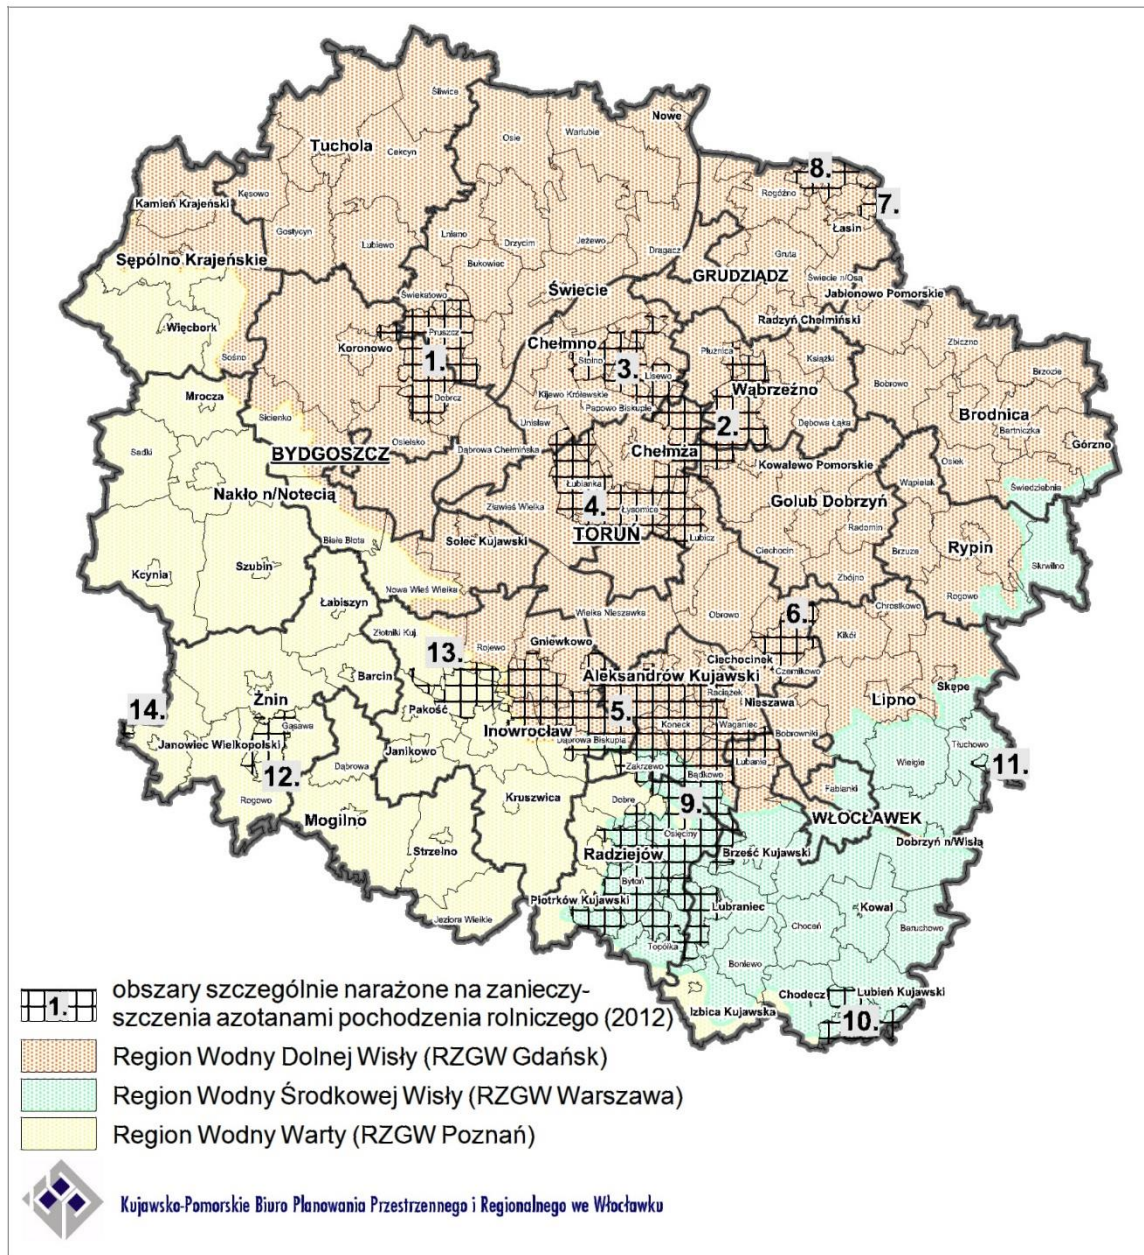 Śliwice
Nowe
Osie
Warlubie
Tuchola
Cekcyn
8.
Rogóźno
7.
Kęsowo
Kamień Krajeński
Łasin
Gostycyn
Lubiewo
Lniano
Drzycim
Jeżewo
Dragacz
Gruta
Bukowiec
Sępólno Krajeńskie
GRUDZIĄDZ
Świecie n/Osą
Świecie
Świekatowo
Jabłonowo Pomorskie
Radzyń Chełmiński
Więcbork
Pruszcz
Koronowo
Chełmno
Płużnica
Książki
Zbiczno
Sośno
1.
Stolno
3.
Lisewo
Brzozie
Mrocza
Kijewo Królewskie
Wąbrzeźno
Bobrowo
Dobrcz
Papowo Biskupie
Brodnica
Sicienko
Unisław
2.
Dębowa Łąka
Bartniczka
Osielsko
Górzno
Sadki
BYDGOSZCZ
Dąbrowa Chełmińska
Chełmża
Kowalewo Pomorskie
Osiek
Nakło n/Notecią
Łubianka
Wąpielsk
Świedziebnia
Zławieś Wielka
4.
Łysomice
Golub Dobrzyń
Radomin
Białe Błota
Solec Kujawski
TORUŃ
Lubicz
Ciechocin
Brzuze
Rypin
Kcynia
Szubin
Skrwilno
Nowa Wieś Wielka
Zbójno
Rogowo
Łabiszyn
Wielka Nieszawka
Obrowo
6.
Chrostkowo
Złotniki Kuj.
Rojewo
Gniewkowo
Kikół
13.
Ciechocinek
Czernikowo
Barcin
Aleksandrów Kujawski
Skępe
Żnin
Raciążek
Nieszawa
Lipno
14.
Pakość
5.
Gąsawa
Koneck
Waganiec
Inowrocław
Bobrowniki
Janowiec Wielkopolski
Janikowo
Dąbrowa Biskupia
Tłuchowo
Dąbrowa
Zakrzewo
Lubanie
Wielgie
11.
12.
Bądkowo
Fabianki
Rogowo
Kruszwica
Dobre
9.
Mogilno
WŁOCŁAWEK
Osięciny
Dobrzyń n/Wisłą
Strzelno
Radziejów
Brześć Kujawski
Bytoń
Piotrków Kujawski
Lubraniec
Kowal
Jeziora Wielkie
Choceń
Baruchowo
Topólka
Boniewo
Chodecz
Lubień Kujawski
Izbica Kujawska
10.
1.
obszary szczególnie narażone na zanieczy-
szczenia azotanami pochodzenia rolniczego (2012)
Region Wodny Dolnej Wisły (RZGW Gdańsk)
Region Wodny Środkowej Wisły (RZGW Warszawa)
Region Wodny Warty (RZGW Poznań)
Kujawsko-Pomorskie Biuro Planowania Przestrzennego i Regionalnego we Włocławku